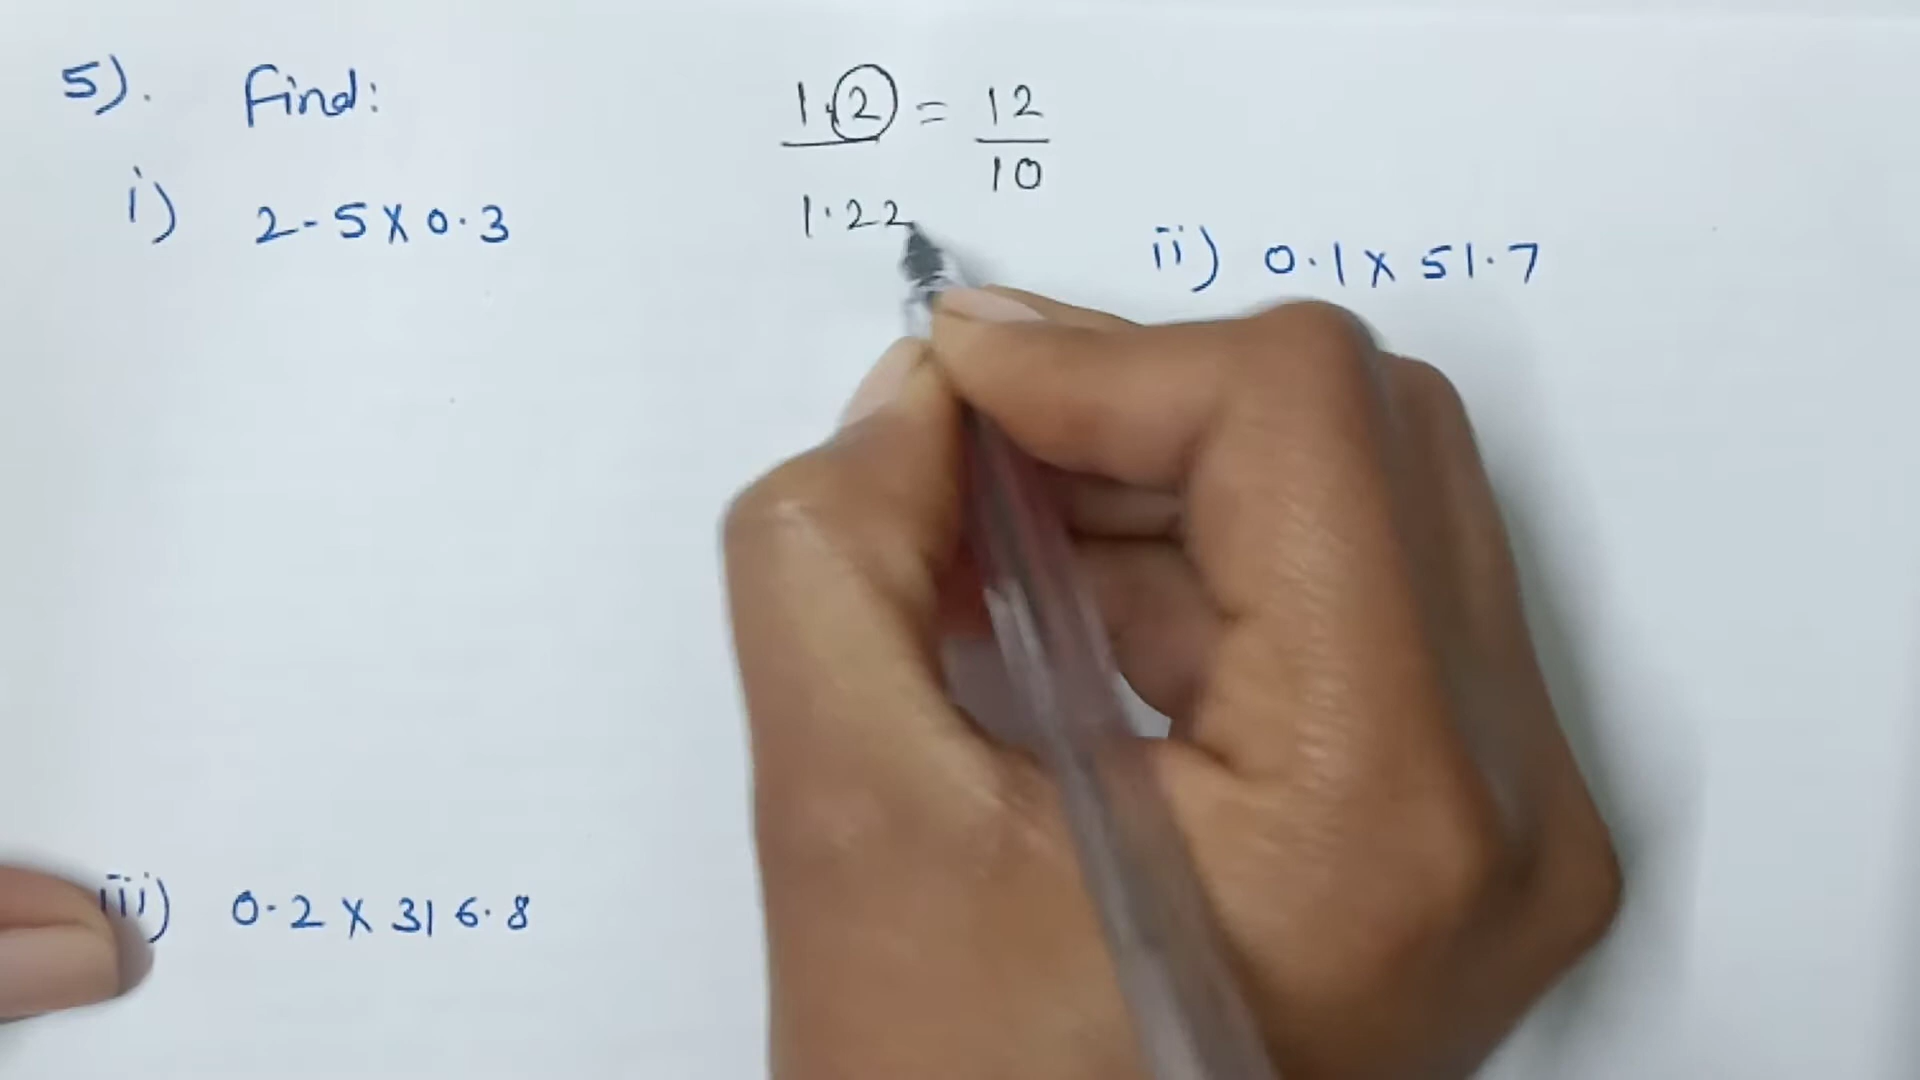 5). Find:
1.2 = 12/10
i) 2.5 X 0.3
1.22
ii) 0.1 X 51.7
iii) 0.2 X 316.8